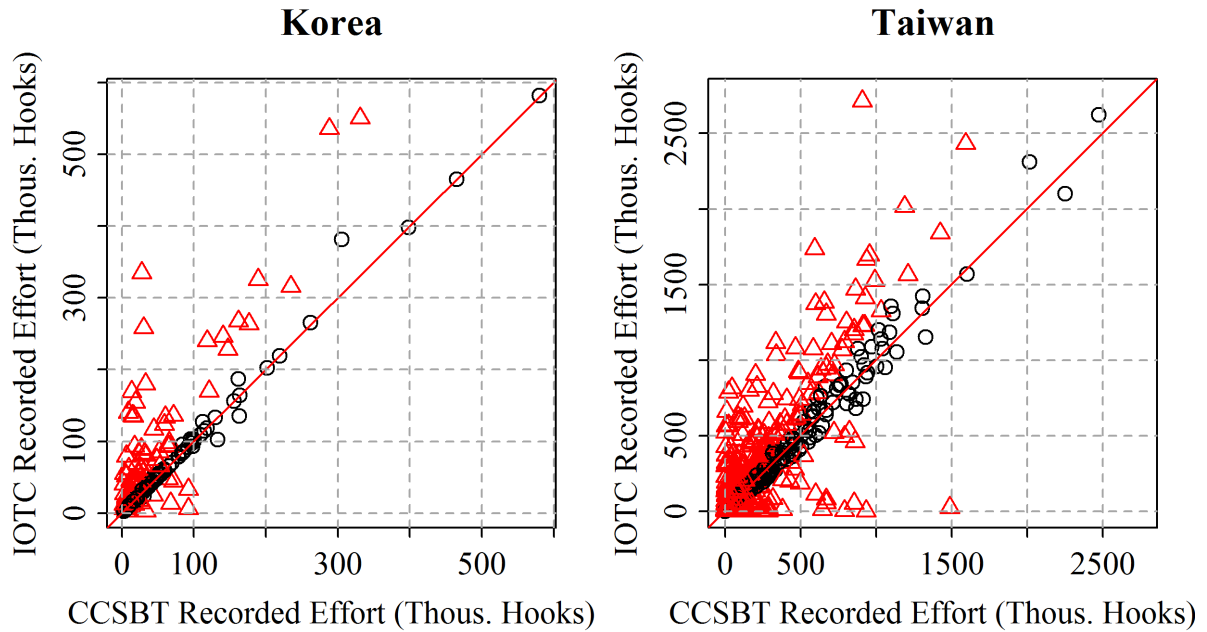 Korea
IOTC Recorded Effort (Thous. Hooks)
500
300
100
0
0 100 300 500
CCSBT Recorded Effort (Thous. Hooks)
Taiwan
IOTC Recorded Effort (Thous. Hooks)
2500
1500
500
0
0 500 1500 2500
CCSBT Recorded Effort (Thous. Hooks)